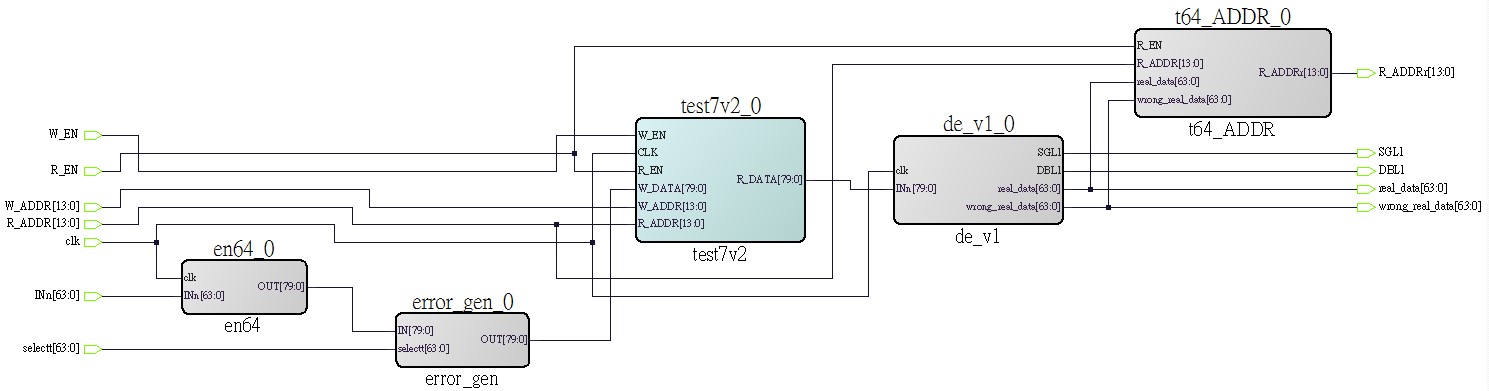 t64_ADDR_0
R_EN
R_ADDR[13:0]
real_data[63:0]
wrong_real_data[63:0]
R_ADDRr[13:0]
t64_ADDR
R_ADDRr[13:0]
test7v2_0
W_EN
CLK
R_EN
W_DATA[79:0]
W_ADDR[13:0]
R_ADDR[13:0]
R_DATA[79:0]
test7v2
de_v1_0
clk
INn[79:0]
SGL1
DBL1
real_data[63:0]
wrong_real_data[63:0]
de_v1
SGL1
DBL1
real_data[63:0]
wrong_real_data[63:0]
W_EN
R_EN
W_ADDR[13:0]
R_ADDR[13:0]
clk
INn[63:0]
selectt[63:0]
en64_0
clk
INn[63:0]
OUT[79:0]
en64
error_gen_0
IN[79:0]
selectt[63:0]
OUT[79:0]
error_gen